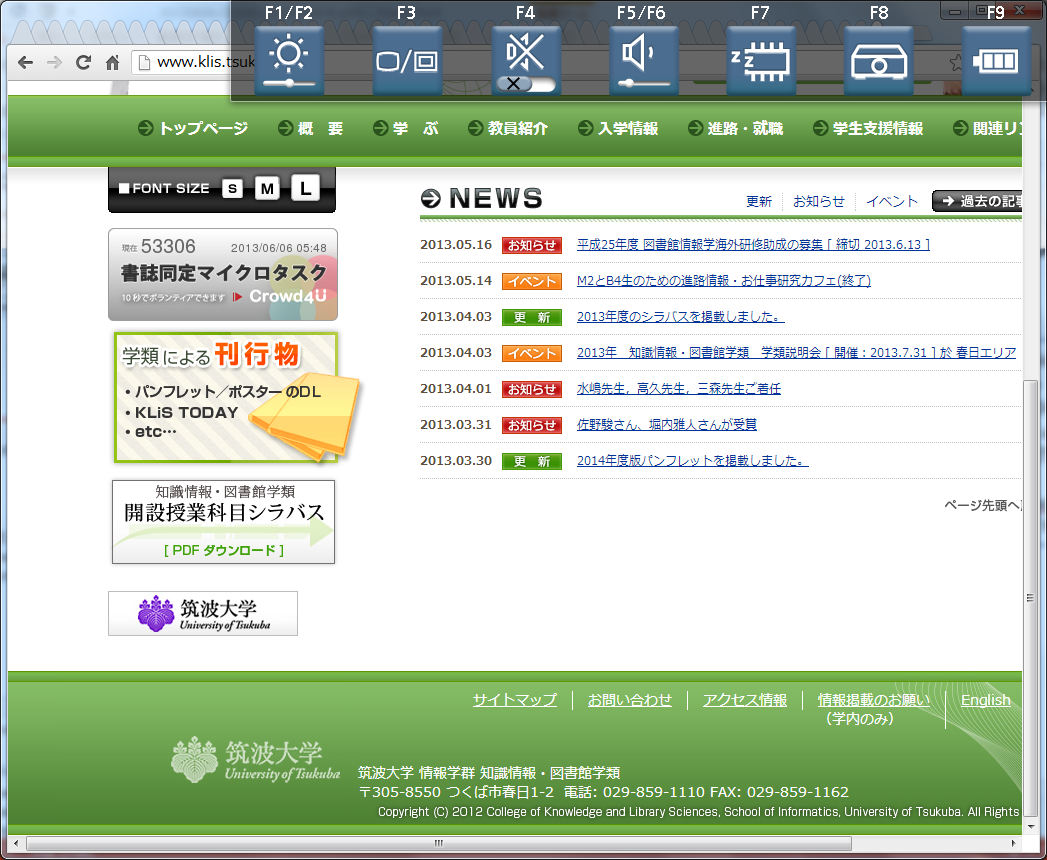 F1/F2 F3 F4 F5/F6 F7 F8 F9
www.klis.tsuk
トップページ 概 要 学 ぶ 教員紹介 入学情報 進路・就職 学生支援情報 関連リン
FONT SIZE S M L
NEWS
更新 お知らせ イベント 過去の記事
2013.05.16 お知らせ 平成25年度 図書館情報学海外研修助成の募集 [ 締切 2013.6.13 ]
2013.05.14 イベント M2とB4生のための進路情報・お仕事研究カフェ(終了)
2013.04.03 更 新 2013年度のシラバスを掲載しました。
2013.04.03 イベント 2013年 知識情報・図書館学類 学類説明会 [ 開催：2013.7.31 ] 於 春日エリア
2013.04.01 お知らせ 水嶋先生，高久先生，三森先生ご着任
2013.03.31 お知らせ 佐野駿さん、堀内雅人さんが受賞
2013.03.30 更 新 2014年度版パンフレットを掲載しました。
ページ先頭へ
現在 53306 2013/06/06 05:48
書誌同定マイクロタスク
10秒でボランティアできます Crowd4U
学類による刊行物
・パンフレット／ポスターのDL
・KLiS TODAY
・etc…
知識情報・図書館学類
開設授業科目シラバス
[ PDF ダウンロード ]
筑波大学
University of Tsukuba
サイトマップ お問い合わせ アクセス情報 情報掲載のお願い English
（学内のみ）
筑波大学
University of Tsukuba
筑波大学 情報学群 知識情報・図書館学類
〒305-8550 つくば市春日1-2 電話: 029-859-1110 FAX: 029-859-1162
Copyright (C) 2012 College of Knowledge and Library Sciences, School of Informatics, University of Tsukuba. All Rights